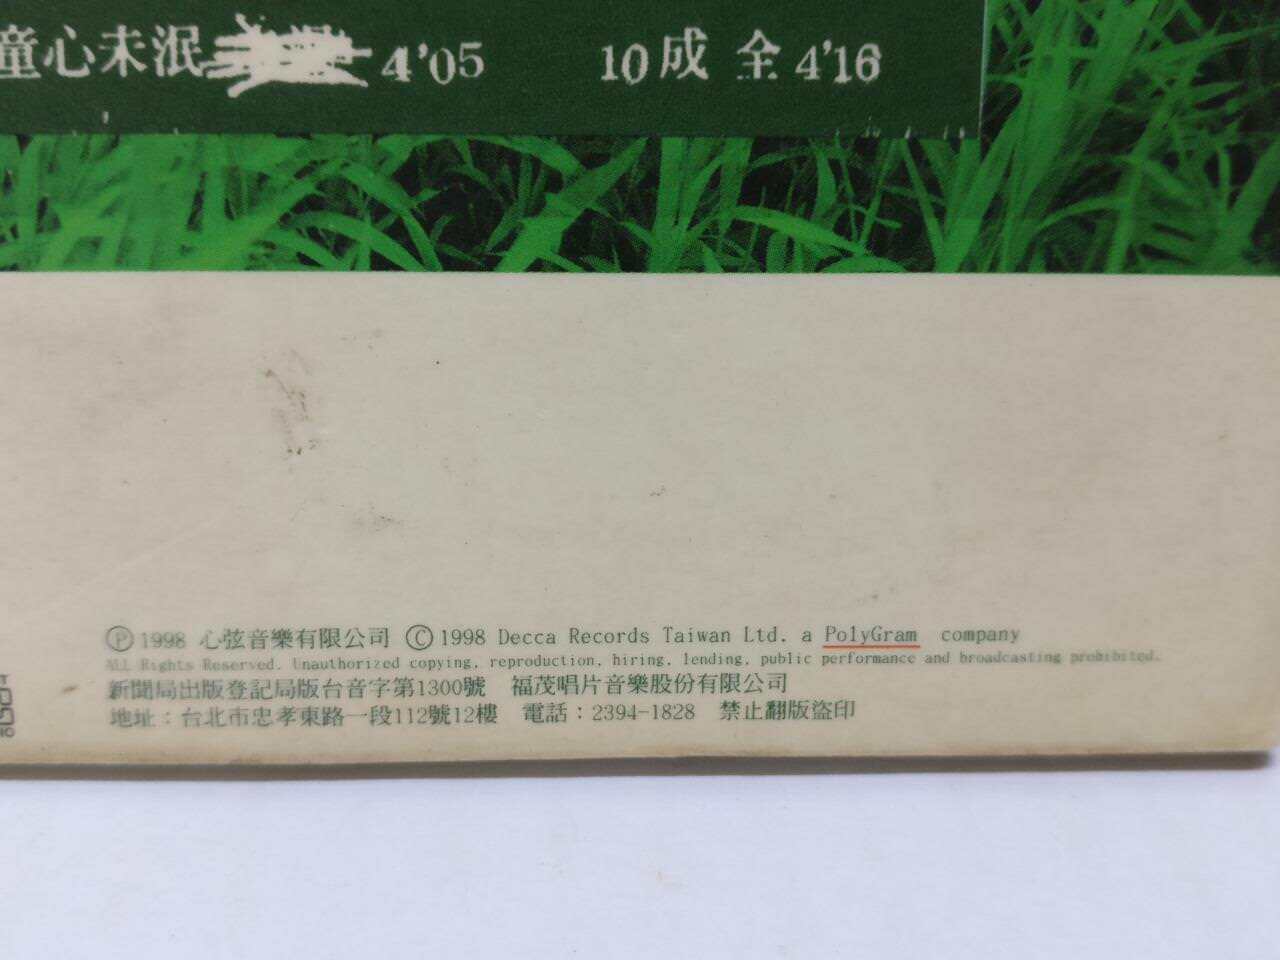 童心未泯 4'05 10 成全 4'16
Ⓟ 1998 心弦音樂有限公司 Ⓒ 1998 Decca Records Taiwan Ltd. a PolyGram company
All Rights Reserved. Unauthorized copying, reproduction, hiring, lending, public performance and broadcasting prohibited.
新聞局出版登記局版台音字第1300號 福茂唱片音樂股份有限公司
地址：台北市忠孝東路一段112號12樓 電話：2394-1828 禁止翻版盜印